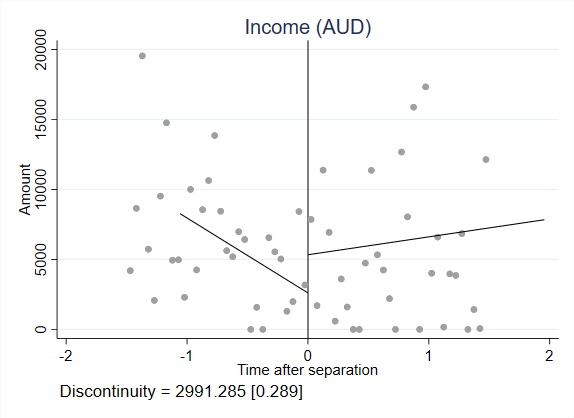 Income (AUD)
20000
15000
10000
5000
0
Amount
-2
-1
0
1
2
Time after separation
Discontinuity = 2991.285 [0.289]